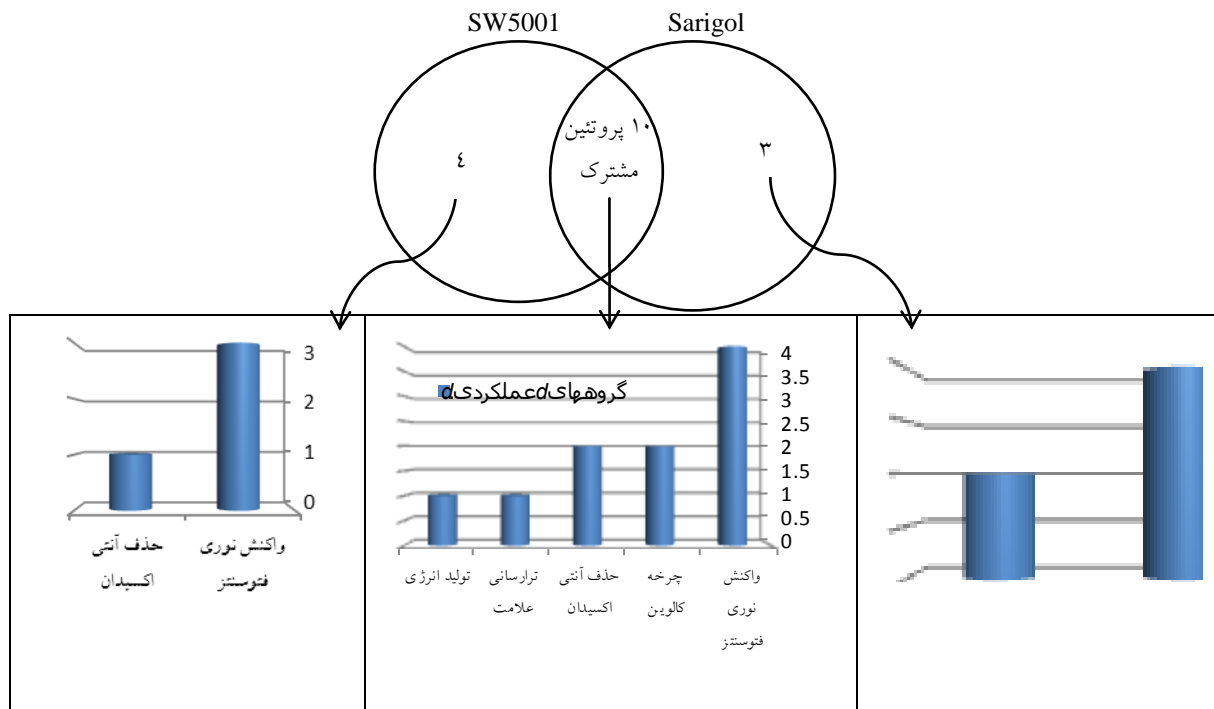 SW5001
Sarigol
۱۰ پروتئین
مشترک
٤
۳
3
2
1
0
واکنش نوری
فتوسنتز
حذف آنتی
اکسیدان
گروههایdعملکردیd
4
3.5
3
2.5
2
1.5
1
0.5
0
واکنش
نوری
فتوسنتز
چرخه
کالوین
حذف آنتی
اکسیدان
ترارسانی
علامت
تولید انرژی